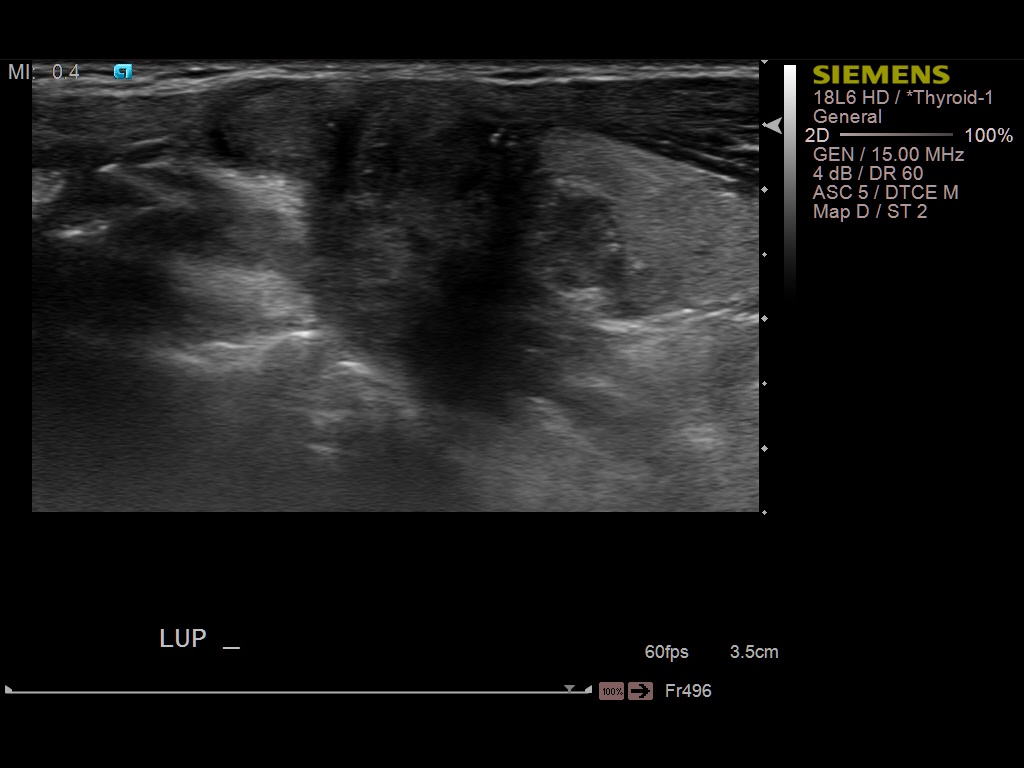 MI: 0.4
SIEMENS
18L6 HD / *Thyroid-1
General
2D 100%
GEN / 15.00 MHz
4 dB / DR 60
ASC 5 / DTCE M
Map D / ST 2
LUP _
60fps 3.5cm
100% Fr496